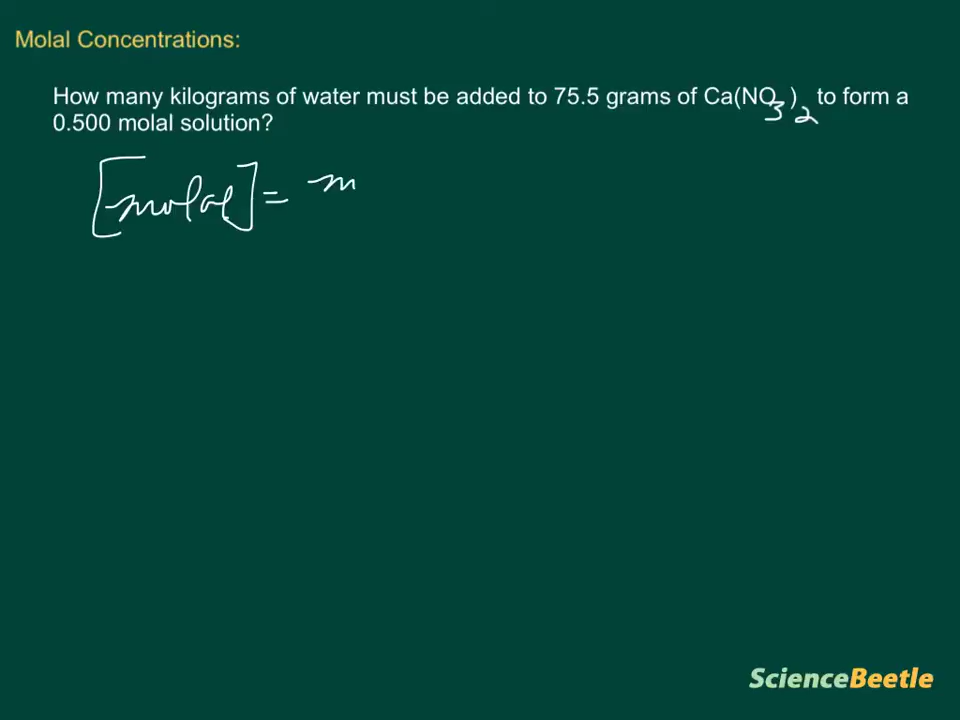 Molal Concentrations:
How many kilograms of water must be added to 75.5 grams of Ca(NO3)2 to form a
0.500 molal solution?
[molal] = m
ScienceBeetle